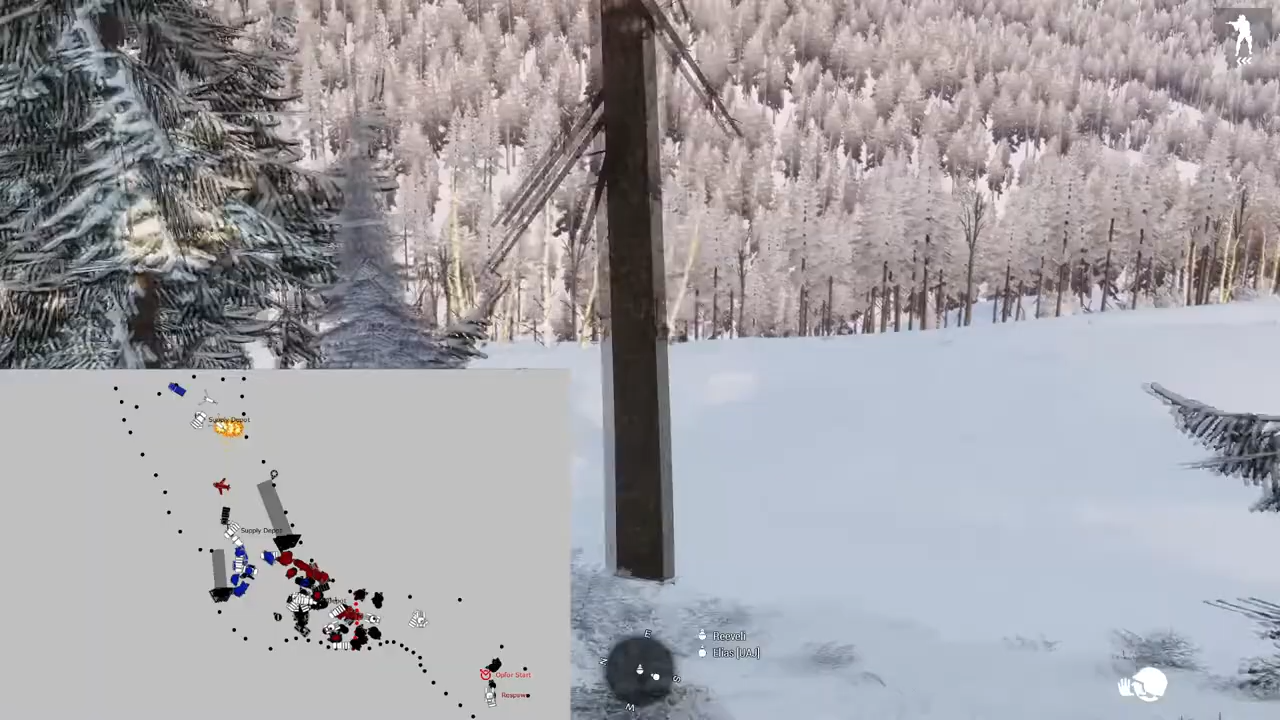 Supply Depot
Supply Depot
OpFor Start
Respawn
E
N
S
W
Reeveli
Elias [UAJ]